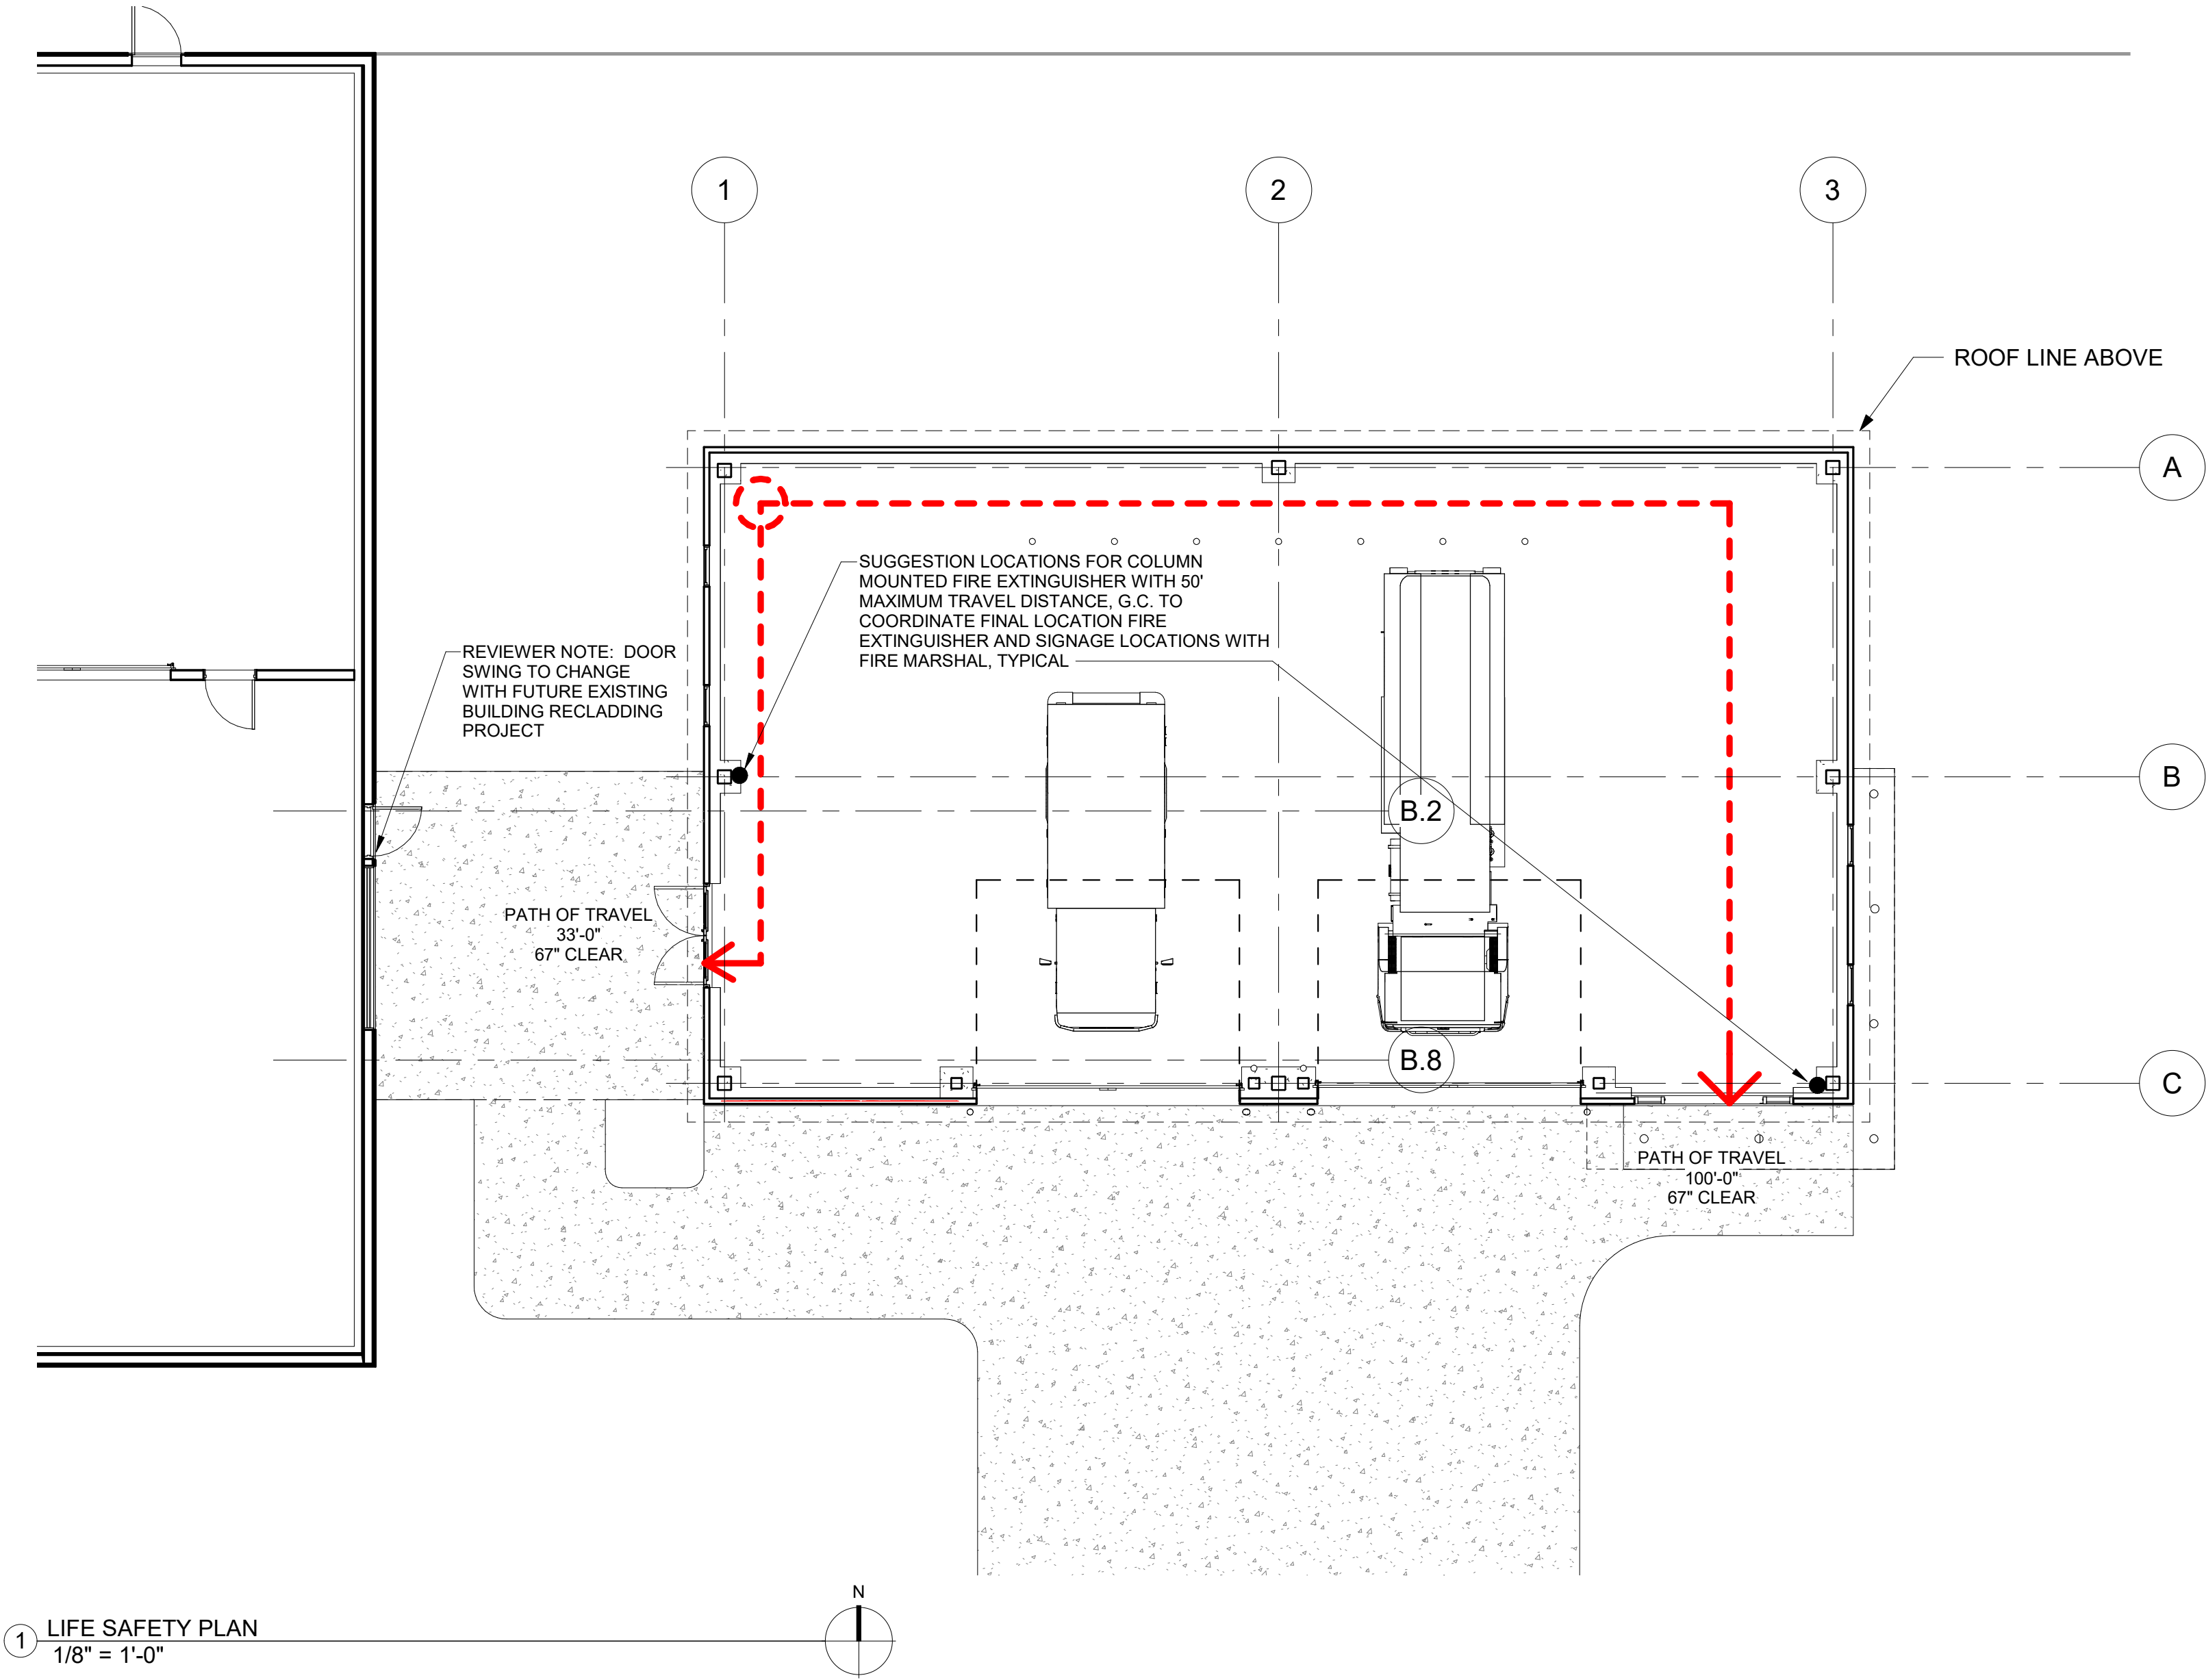 1
2
3
ROOF LINE ABOVE
A
SUGGESTION LOCATIONS FOR COLUMN
MOUNTED FIRE EXTINGUISHER WITH 50'
MAXIMUM TRAVEL DISTANCE, G.C. TO
COORDINATE FINAL LOCATION FIRE
EXTINGUISHER AND SIGNAGE LOCATIONS WITH
FIRE MARSHAL, TYPICAL
REVIEWER NOTE:  DOOR
SWING TO CHANGE
WITH FUTURE EXISTING
BUILDING RECLADDING
PROJECT
B
B.2
PATH OF TRAVEL
33'-0"
67" CLEAR
B.8
C
PATH OF TRAVEL
100'-0"
67" CLEAR
N
1
LIFE SAFETY PLAN
1/8" = 1'-0"